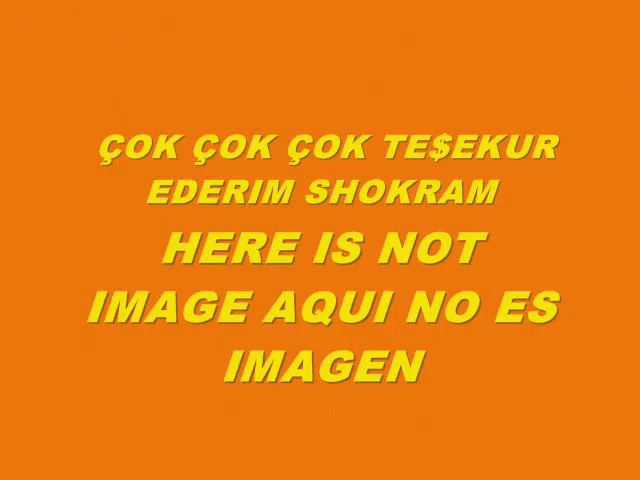 ÇOK ÇOK ÇOK TE$EKUR
EDERIM SHOKRAM
HERE IS NOT
IMAGE AQUI NO ES
IMAGEN